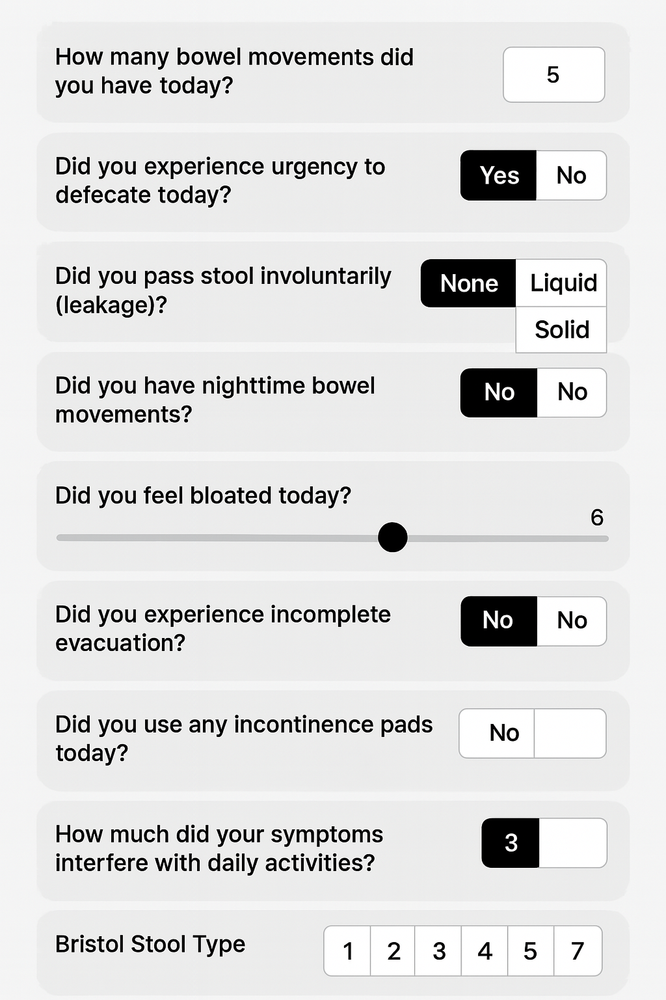 How many bowel movements did
you have today?
5
Did you experience urgency to
defecate today?
Yes No
Did you pass stool involuntarily
(leakage)?
None Liquid
Solid
Did you have nighttime bowel
movements?
No No
Did you feel bloated today?
6
Did you experience incomplete
evacuation?
No No
Did you use any incontinence pads
today?
No
How much did your symptoms
interfere with daily activities?
3
Bristol Stool Type
1 2 3 4 5 7